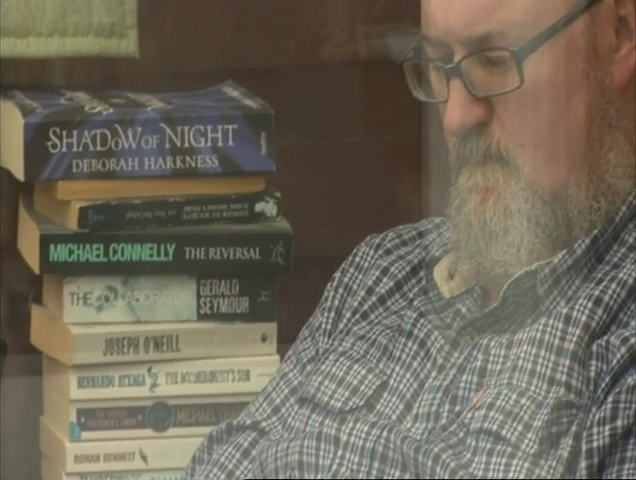 SHADOW OF NIGHT
DEBORAH HARKNESS
MICHAEL CONNELLY THE REVERSAL
THE COLLABORATOR GERALD
SEYMOUR
JOSEPH O'NEILL
BERNARDO ATXAGA THE ACCORDIONIST'S SON
MICHAEL
RONAN BENNETT